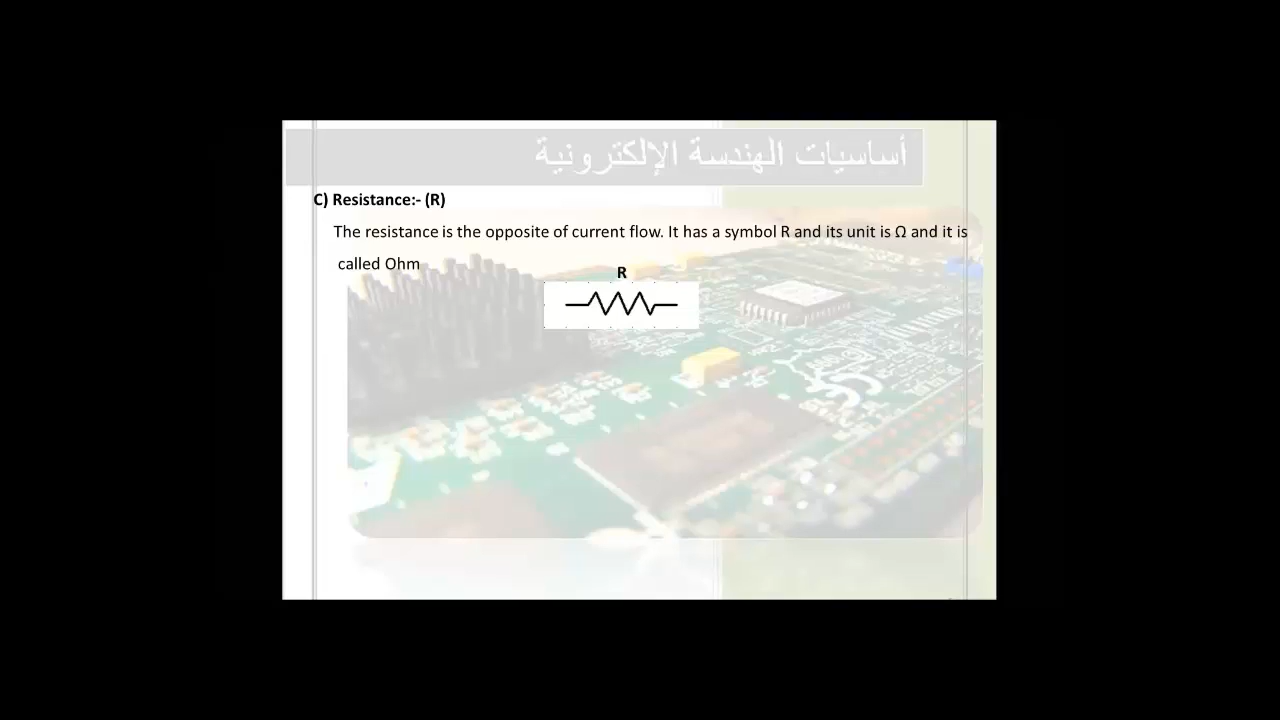 أساسيات الهندسة الإلكترونية
C) Resistance:- (R)
The resistance is the opposite of current flow. It has a symbol R and its unit is Ω and it is
called Ohm
R